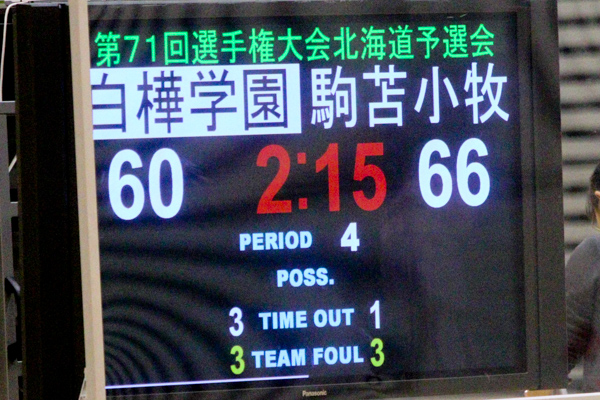 第71回選手権大会北海道予選会
白樺学園 駒苫小牧
60 2:15 66
PERIOD 4
POSS.
3 TIME OUT 1
3 TEAM FOUL 3
Panasonic